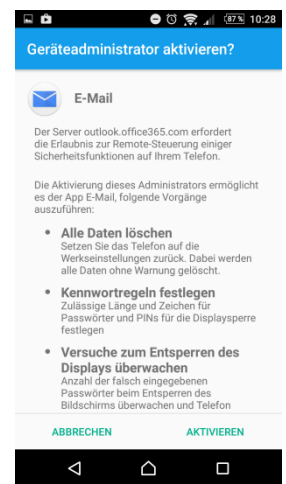 87% 10:28
Geräteadministrator aktivieren?
E-Mail
Der Server outlook.office365.com erfordert
die Erlaubnis zur Remote-Steuerung einiger
Sicherheitsfunktionen auf Ihrem Telefon.
Die Aktivierung dieses Administrators ermöglicht
es der App E-Mail, folgende Vorgänge
auszuführen:
• Alle Daten löschen
Setzen Sie das Telefon auf die
Werkseinstellungen zurück. Dabei werden
alle Daten ohne Warnung gelöscht.
• Kennwortregeln festlegen
Zulässige Länge und Zeichen für
Passwörter und PINs für die Displaysperre
festlegen
• Versuche zum Entsperren des
Displays überwachen
Anzahl der falsch eingegebenen
Passwörter beim Entsperren des
Bildschirms überwachen und Telefon
ABBRECHEN AKTIVIEREN